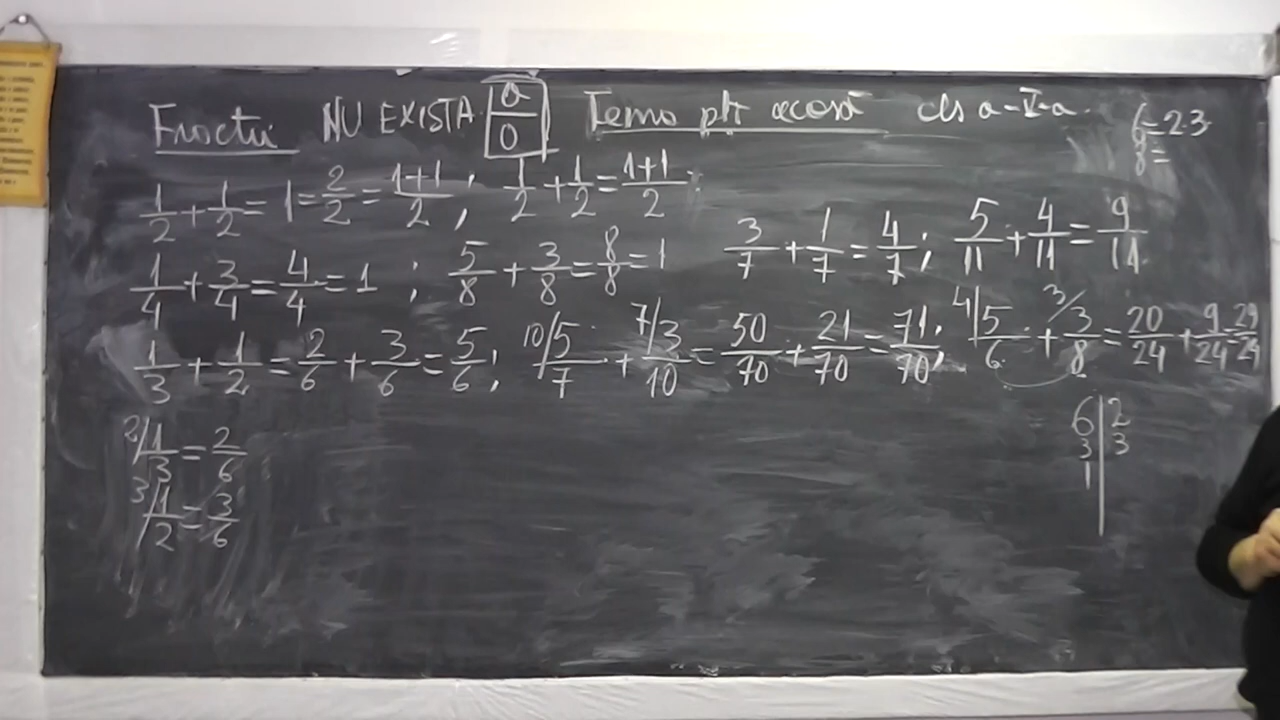 Fracții NU EXISTA a/0 Tema ptr acasă cls a-V-a.
6=2·3
8=
1/2 + 1/2 = 1 = 2/2 = (1+1)/2 ; 1/2 + 1/2 = (1+1)/2
1/4 + 3/4 = 4/4 = 1 ; 5/8 + 3/8 = 8/8 = 1 3/7 + 1/7 = 4/7 ; 5/11 + 4/11 = 9/11
1/3 + 1/2 = 2/6 + 3/6 = 5/6 ; 10/ 5/7 + 7/ 3/10 = 50/70 + 21/70 = 71/70 ; 4/ 5/6 + 3/ 3/8 = 20/24 + 9/24 = 29/24
2/ 1/3 = 2/6
3/ 1/2 = 3/6
6 | 2
3 | 3
1 |